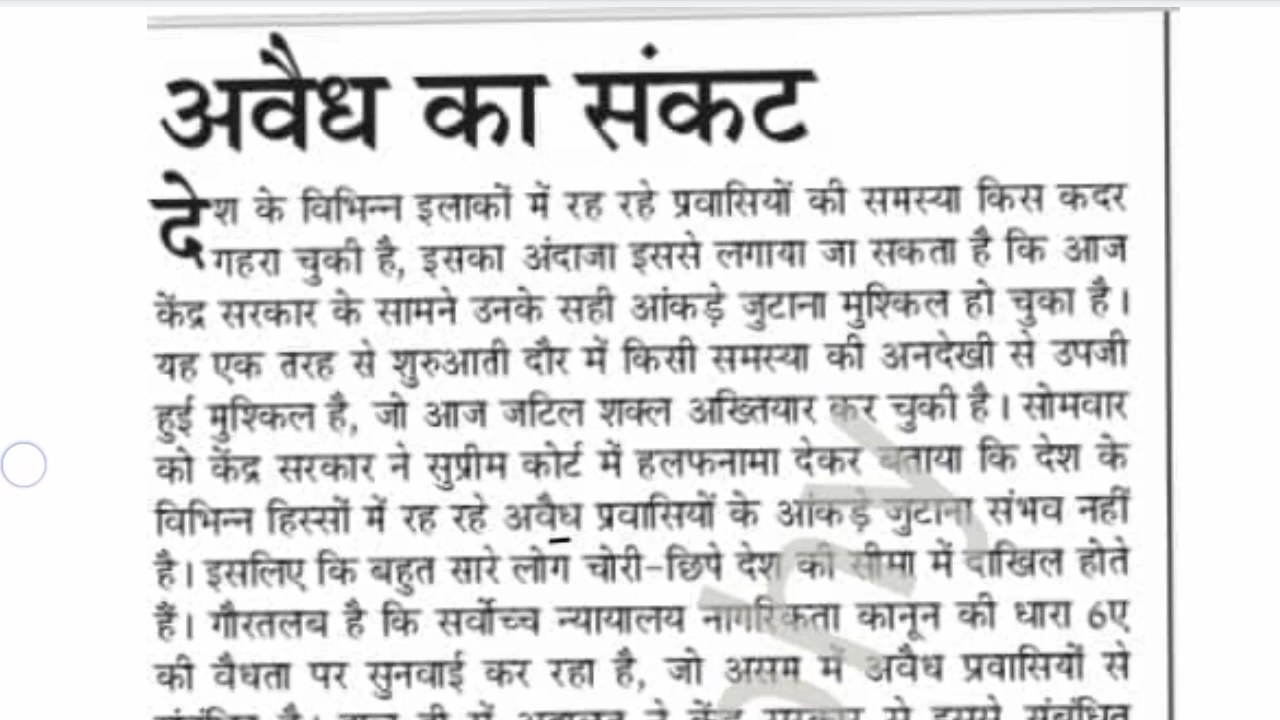 अवैध का संकट
देश के विभिन्न इलाकों में रह रहे प्रवासियों की समस्या किस कदर
गहरा चुकी है, इसका अंदाजा इससे लगाया जा सकता है कि आज
केंद्र सरकार के सामने उनके सही आंकड़े जुटाना मुश्किल हो चुका है।
यह एक तरह से शुरुआती दौर में किसी समस्या की अनदेखी से उपजी
हुई मुश्किल है, जो आज जटिल शक्ल अख्तियार कर चुकी है। सोमवार
को केंद्र सरकार ने सुप्रीम कोर्ट में हलफनामा देकर बताया कि देश के
विभिन्न हिस्सों में रह रहे अवैध प्रवासियों के आंकड़े जुटाना संभव नहीं
है। इसलिए कि बहुत सारे लोग चोरी-छिपे देश की सीमा में दाखिल होते
हैं। गौरतलब है कि सर्वोच्च न्यायालय नागरिकता कानून की धारा 6ए
की वैधता पर सुनवाई कर रहा है, जो असम में अवैध प्रवासियों से